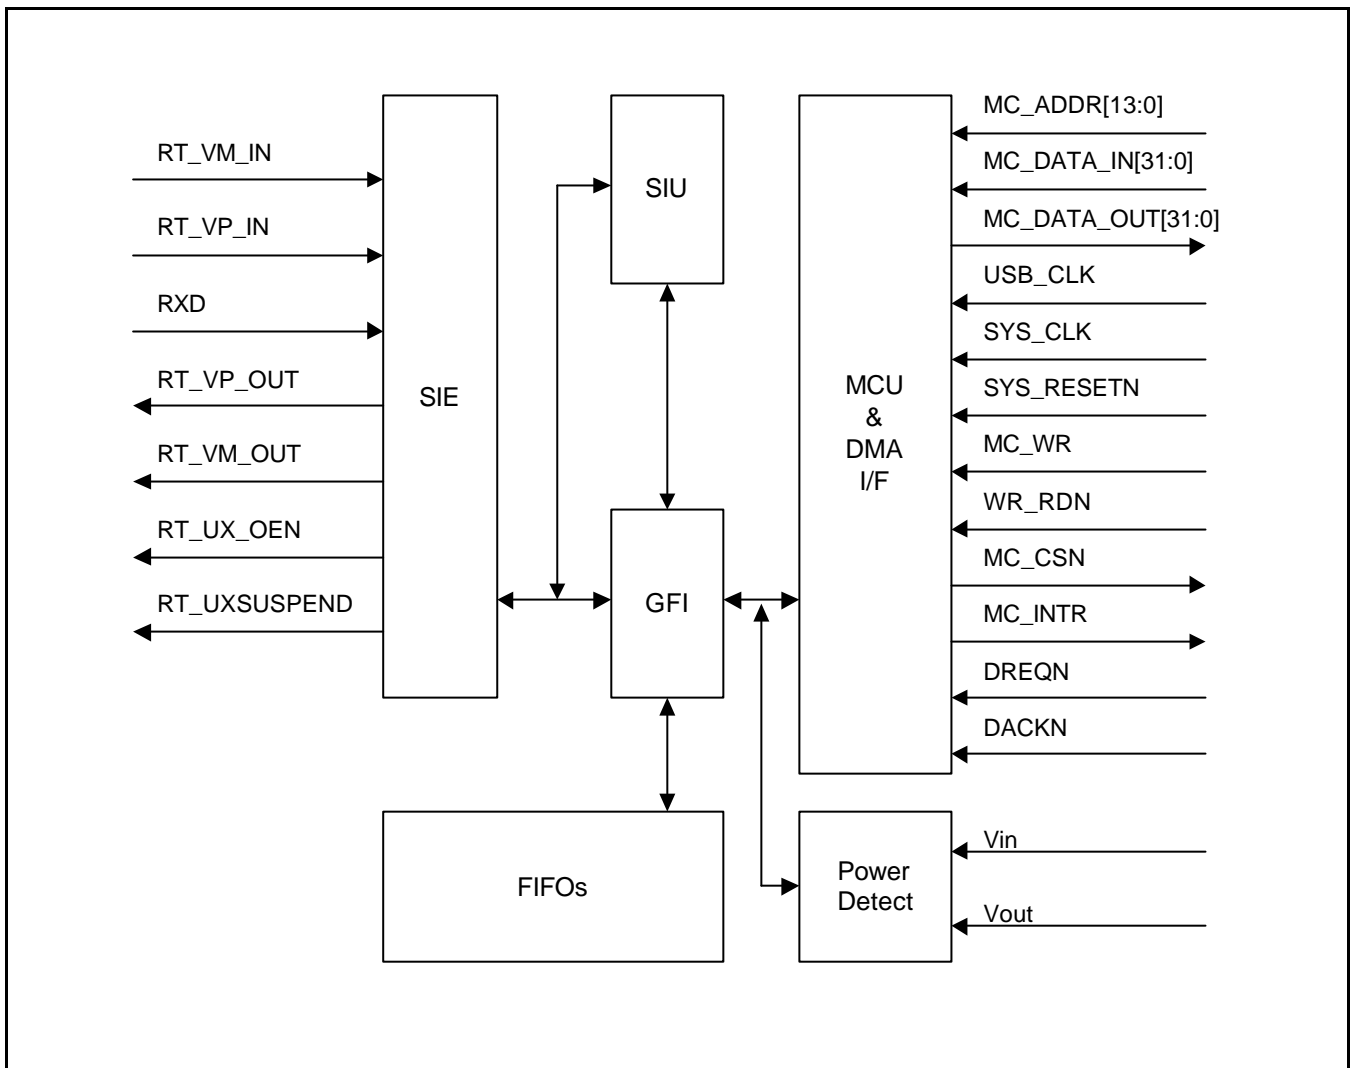 RT_VM_IN
RT_VP_IN
RXD
RT_VP_OUT
RT_VM_OUT
RT_UX_OEN
RT_UXSUSPEND
SIE
SIU
GFI
FIFOs
MCU
&
DMA
I/F
Power
Detect
MC_ADDR[13:0]
MC_DATA_IN[31:0]
MC_DATA_OUT[31:0]
USB_CLK
SYS_CLK
SYS_RESETN
MC_WR
WR_RDN
MC_CSN
MC_INTR
DREQN
DACKN
Vin
Vout